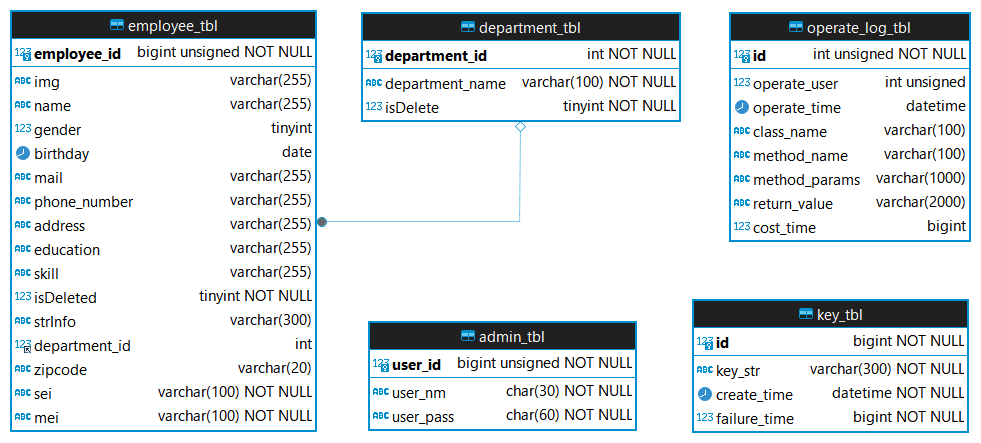 employee_tbl
employee_id bigint unsigned NOT NULL
img varchar(255)
name varchar(255)
gender tinyint
birthday date
mail varchar(255)
phone_number varchar(255)
address varchar(255)
education varchar(255)
skill varchar(255)
isDeleted tinyint NOT NULL
strInfo varchar(300)
department_id int
zipcode varchar(20)
sei varchar(100) NOT NULL
mei varchar(100) NOT NULL
department_tbl
department_id int NOT NULL
department_name varchar(100) NOT NULL
isDelete tinyint NOT NULL
operate_log_tbl
id int unsigned NOT NULL
operate_user int unsigned
operate_time datetime
class_name varchar(100)
method_name varchar(100)
method_params varchar(1000)
return_value varchar(2000)
cost_time bigint
admin_tbl
user_id bigint unsigned NOT NULL
user_nm char(30) NOT NULL
user_pass char(60) NOT NULL
key_tbl
id bigint NOT NULL
key_str varchar(300) NOT NULL
create_time datetime NOT NULL
failure_time bigint NOT NULL